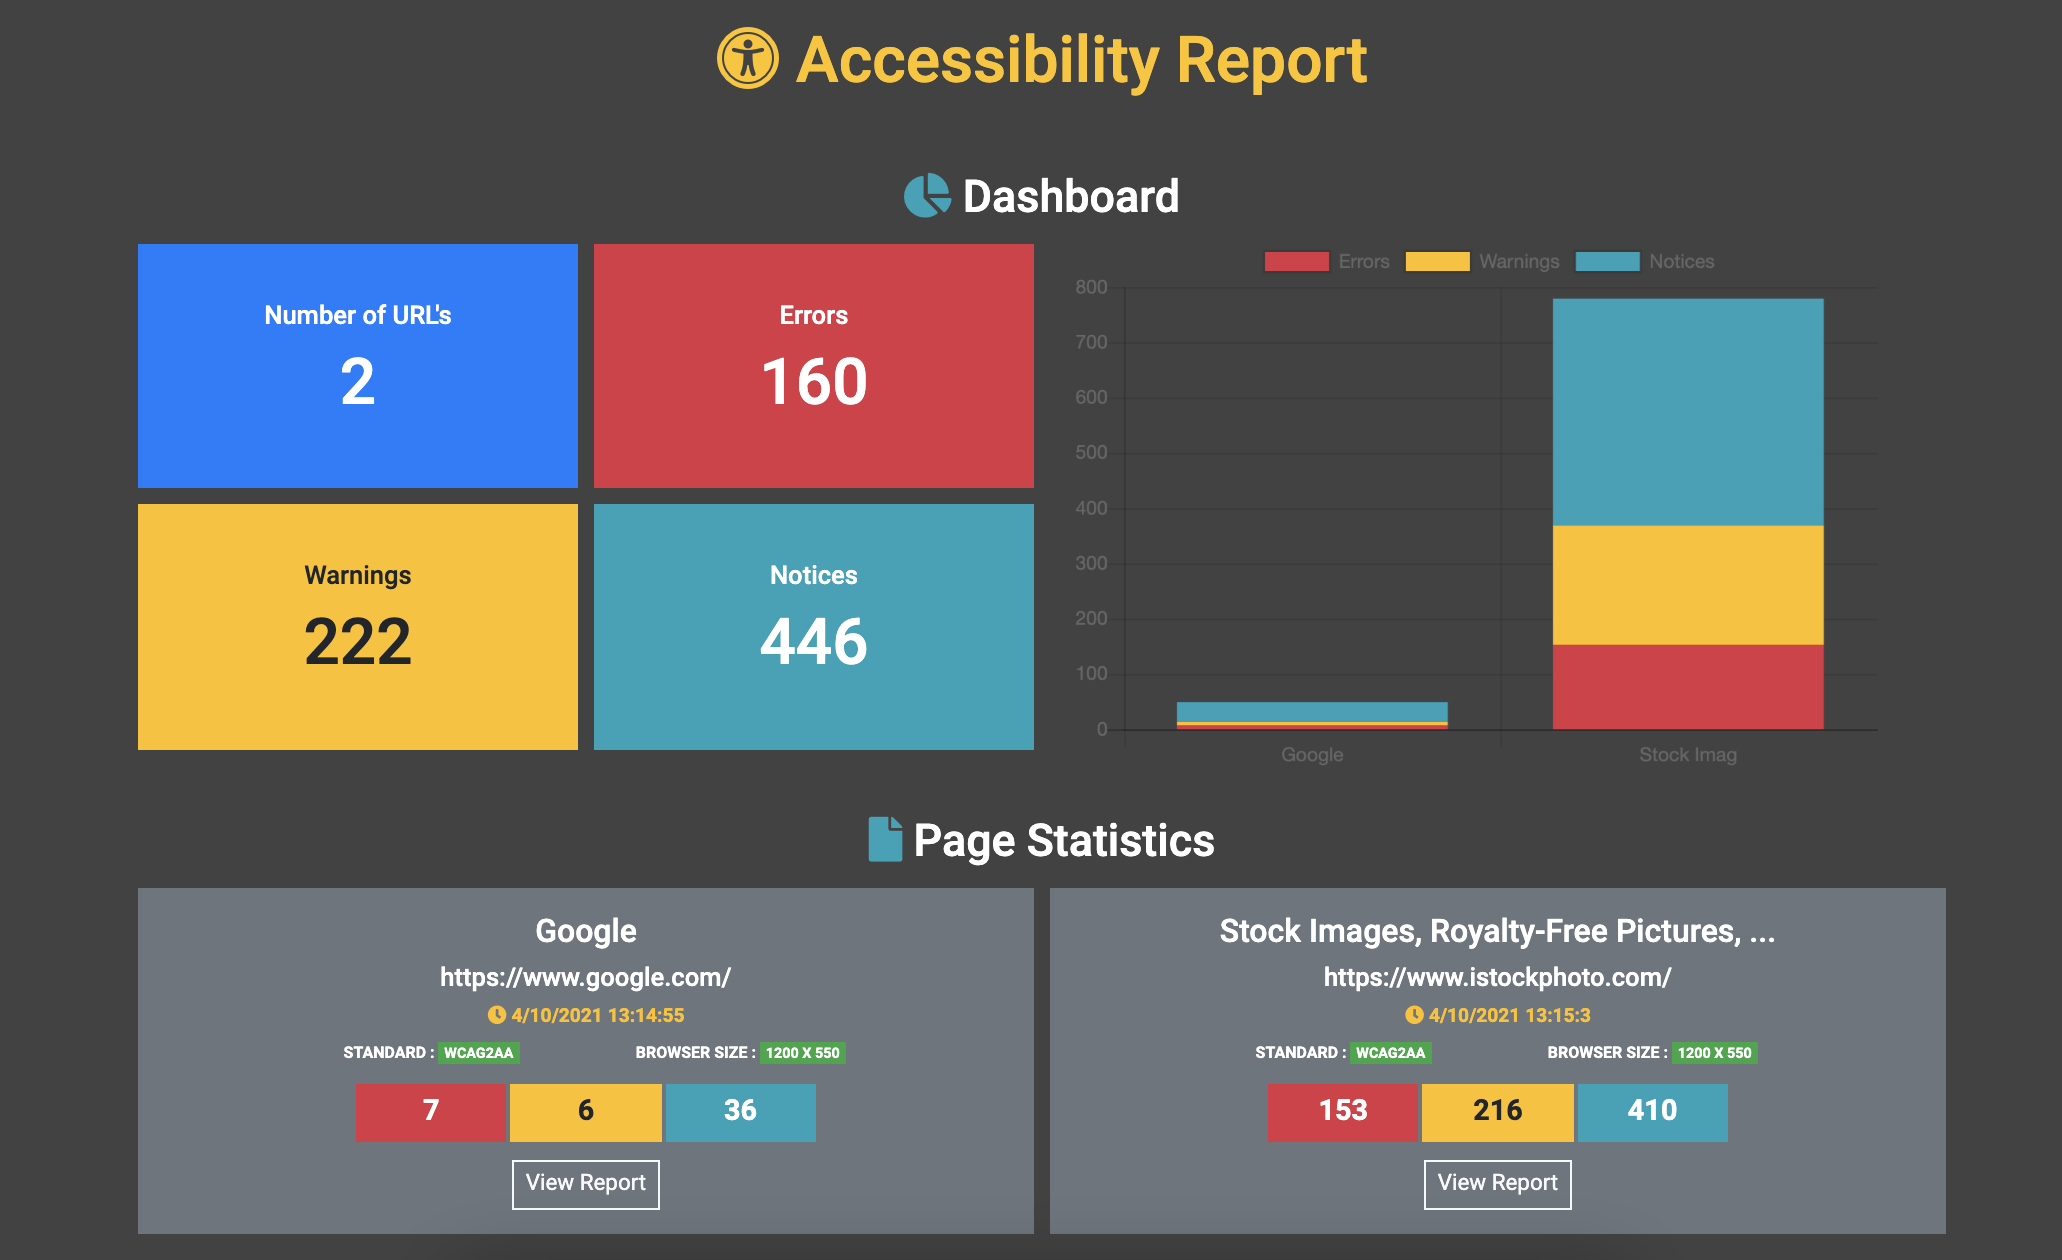 Accessibility Report
Dashboard
Number of URL's
2
Errors
160
Warnings
222
Notices
446
Errors Warnings Notices
800
700
600
500
400
300
200
100
0
Google Stock Imag
Page Statistics
Google
https://www.google.com/
4/10/2021 13:14:55
STANDARD : WCAG2AA BROWSER SIZE : 1200 X 550
7 6 36
View Report
Stock Images, Royalty-Free Pictures, ...
https://www.istockphoto.com/
4/10/2021 13:15:3
STANDARD : WCAG2AA BROWSER SIZE : 1200 X 550
153 216 410
View Report